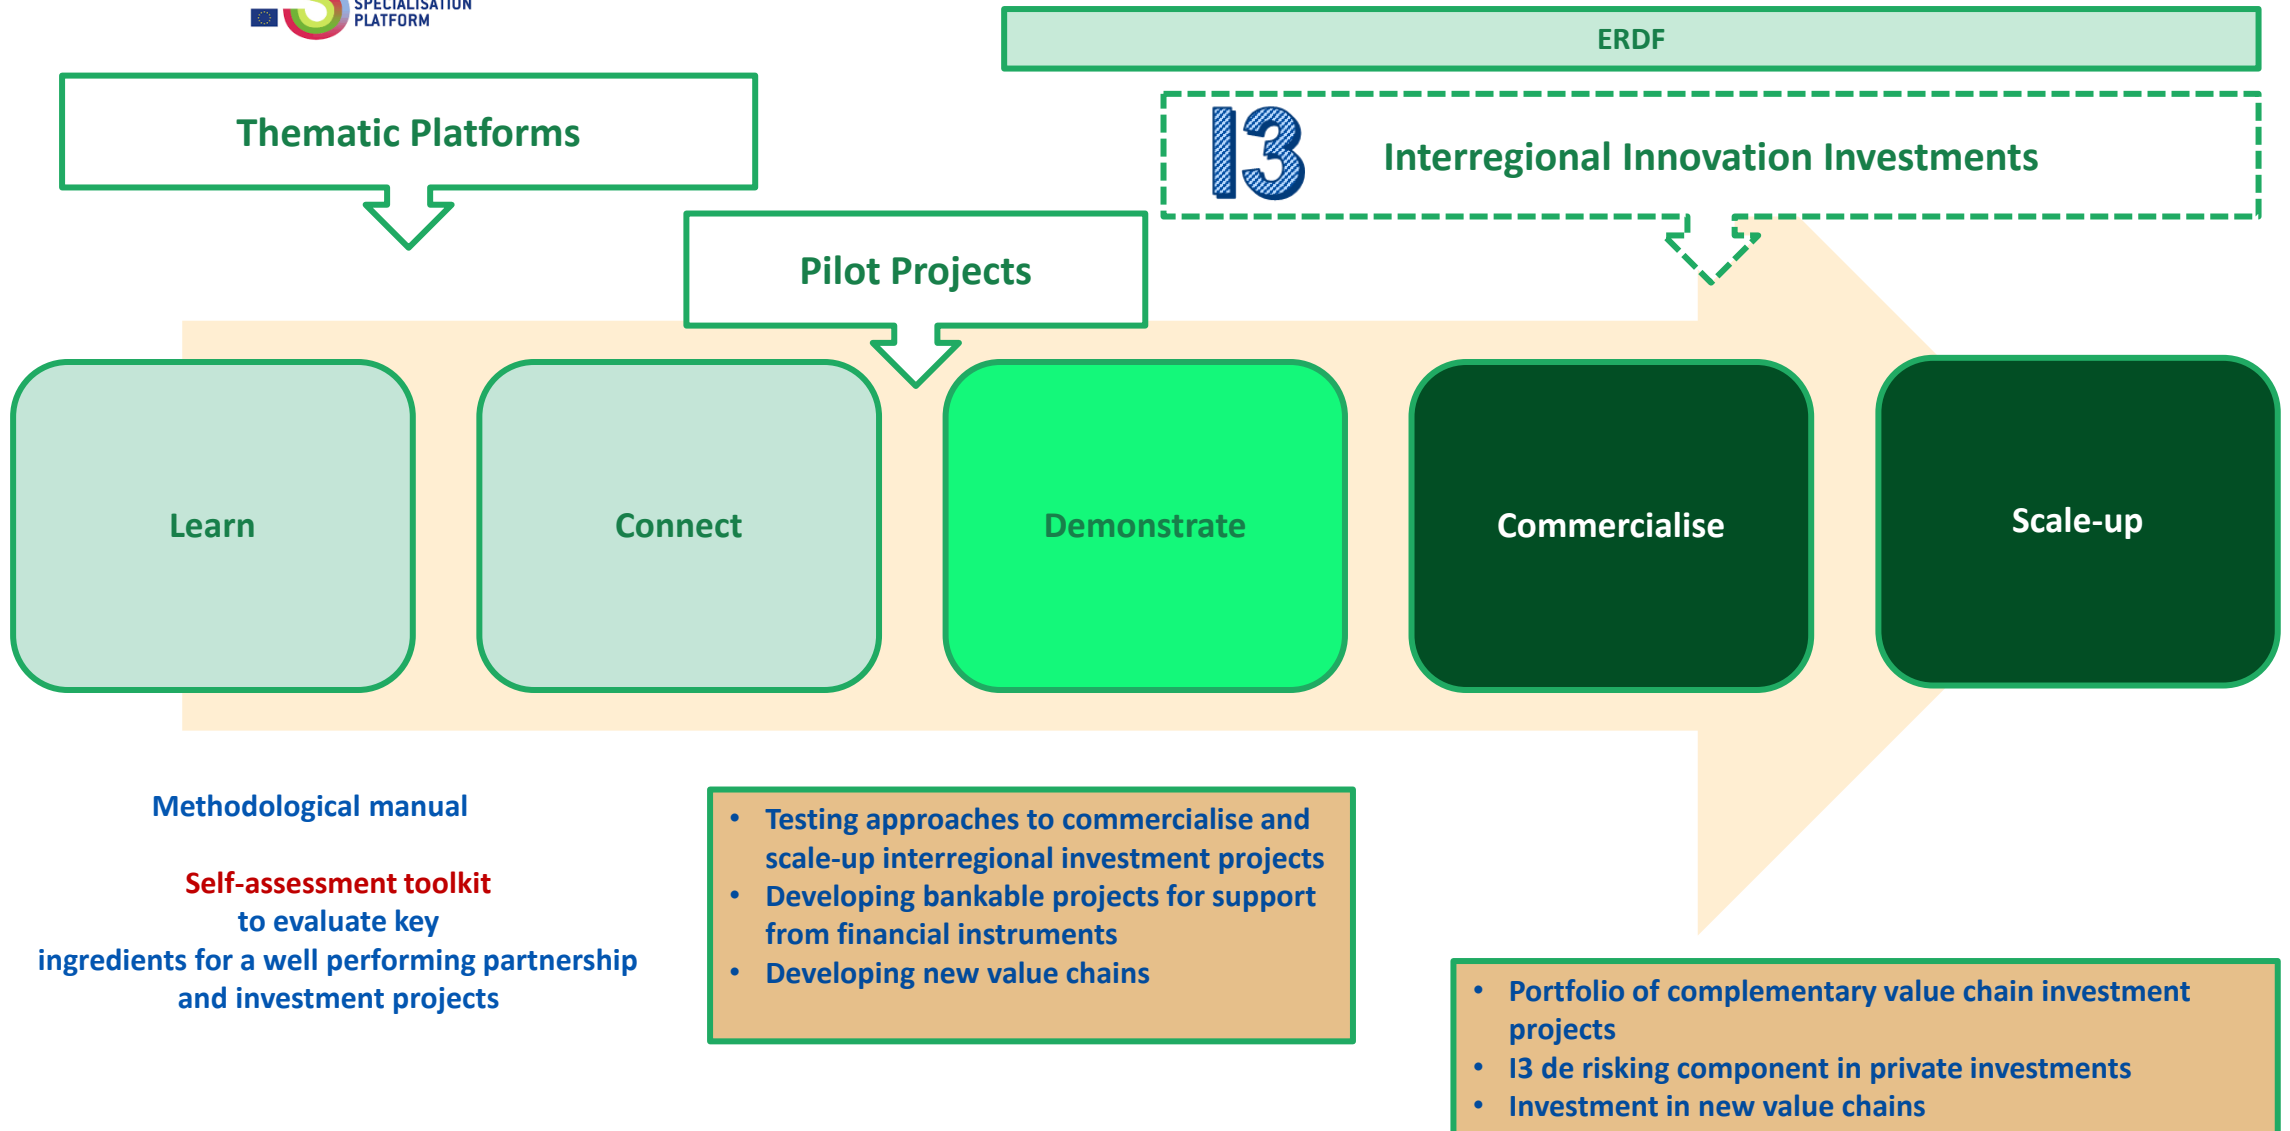 SPECIALISATION
PLATFORM
ERDF
Thematic Platforms
I3
Interregional Innovation Investments
Pilot Projects
Learn
Connect
Demonstrate
Commercialise
Scale-up
Methodological manual
Self-assessment toolkit
to evaluate key
ingredients for a well performing partnership
and investment projects
• Testing approaches to commercialise and
scale-up interregional investment projects
• Developing bankable projects for support
from financial instruments
• Developing new value chains
• Portfolio of complementary value chain investment
projects
• I3 de risking component in private investments
• Investment in new value chains